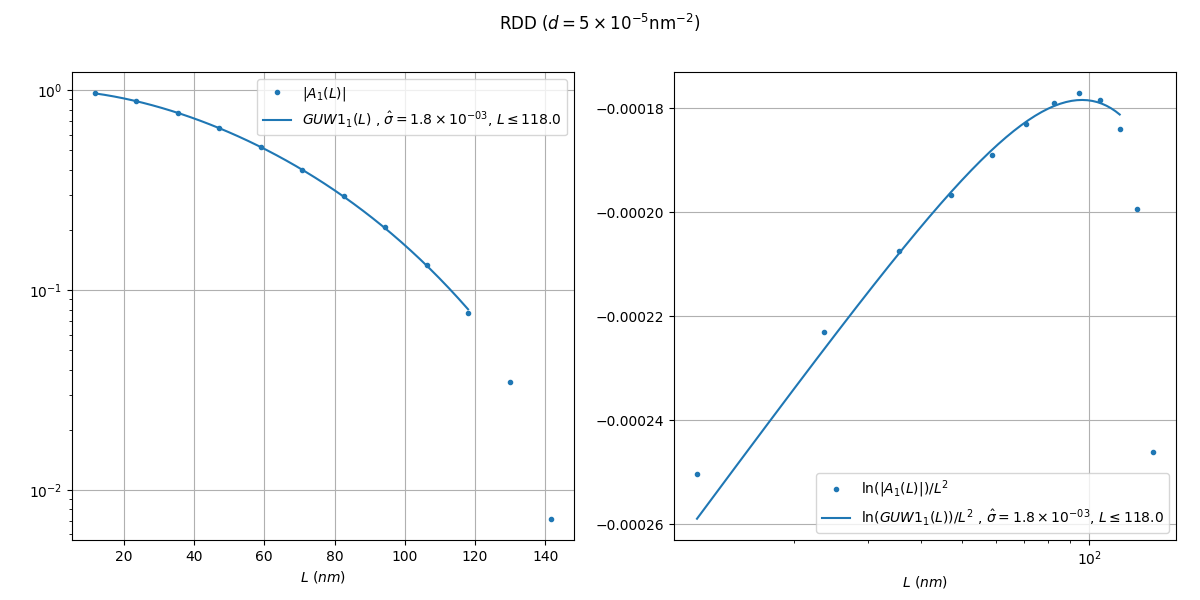 RDD (d = 5 × 10⁻⁵nm⁻²)
|A₁(L)|
GUW1₁(L) , σ̂ = 1.8 × 10⁻⁰³, L ≤ 118.0
10⁰
10⁻¹
10⁻²
20 40 60 80 100 120 140
L (nm)
−0.00018
−0.00020
−0.00022
−0.00024
−0.00026
ln(|A₁(L)|)/L²
ln(GUW1₁(L))/L² , σ̂ = 1.8 × 10⁻⁰³, L ≤ 118.0
10²
L (nm)